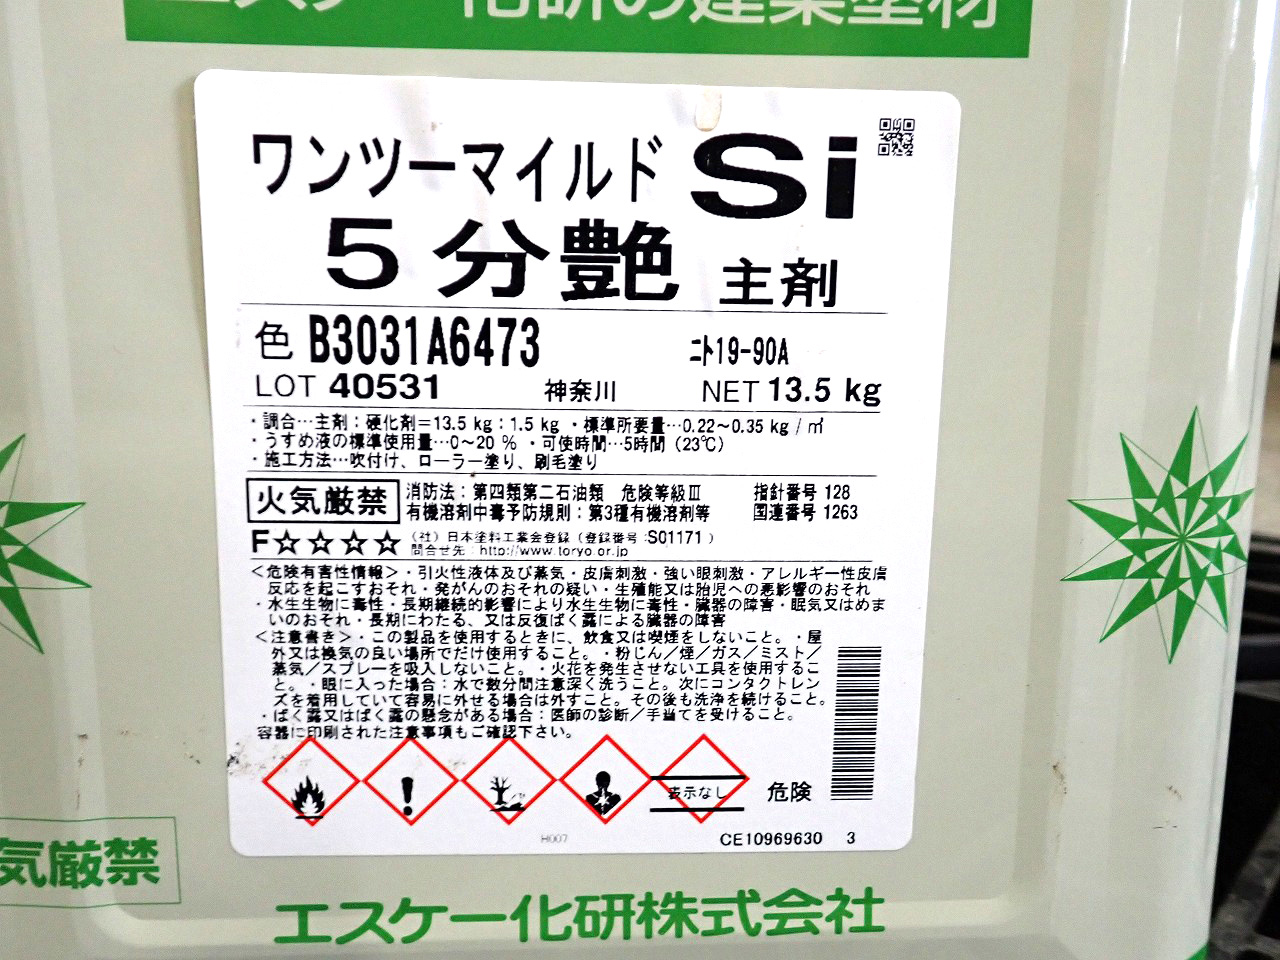 エスケー化研の建築塗材
ワンツーマイルド Si
5分艶 主剤
色 B3031A6473 ニト19-90A
LOT 40531 神奈川 NET 13.5 kg
・調合…主剤：硬化剤＝13.5 kg：1.5 kg ・標準所要量…0.22～0.35 kg / ㎡
・うすめ液の標準使用量…0～20 % ・可使時間…5時間（23℃）
・施工方法…吹付け、ローラー塗り、刷毛塗り
火気厳禁
消防法：第四類第二石油類 危険等級Ⅲ 指針番号 128
有機溶剤中毒予防規則：第3種有機溶剤等 国連番号 1263
F☆☆☆☆
（社）日本塗料工業会登録（登録番号:S01171 ）
問合せ先：http://www.toryo.or.jp
＜危険有害性情報＞・引火性液体及び蒸気・皮膚刺激・強い眼刺激・アレルギー性皮膚
反応を起こすおそれ・発がんのおそれの疑い・生殖能又は胎児への悪影響のおそれ
・水生生物に毒性・長期継続的影響により水生生物に毒性・臓器の障害・眠気又はめま
いのおそれ・長期にわたる、又は反復ばく露による臓器の障害
＜注意書き＞・この製品を使用するときに、飲食又は喫煙をしないこと。・屋
外又は換気の良い場所でだけ使用すること。・粉じん／煙／ガス／ミスト／
蒸気／スプレーを吸入しないこと。・火花を発生させない工具を使用するこ
と。・眼に入った場合：水で数分間注意深く洗うこと。次にコンタクトレン
ズを着用していて容易に外せる場合は外すこと。その後も洗浄を続けること。
・ばく露又はばく露の懸念がある場合：医師の診断／手当てを受けること。
容器に印刷された注意事項もご確認下さい。
表示なし 危険
H007 CE10969630 3
気厳禁
エスケー化研株式会社